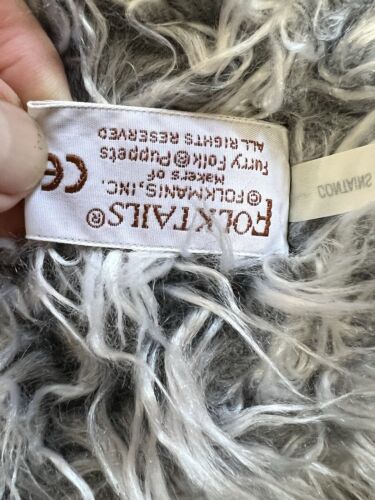 FOLKTAILS®
©FOLKMANIS, INC.
Makers of
Furry Folk®Puppets
ALL RIGHTS RESERVED
CE
CONTAINS